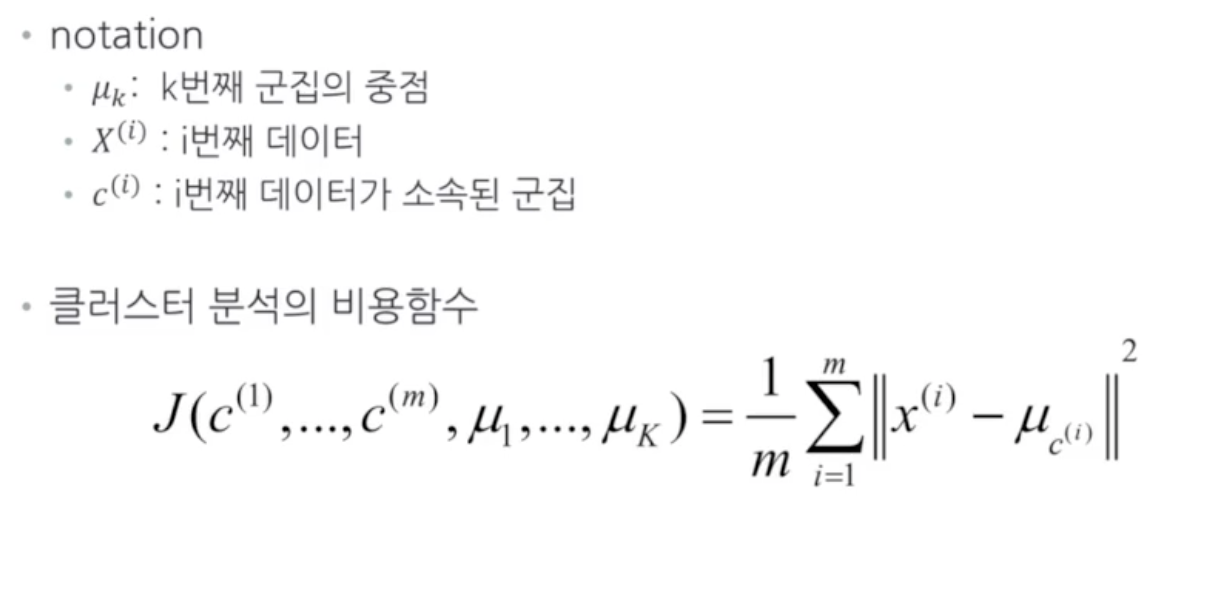 • notation
• μₖ: k번째 군집의 중점
• X⁽ⁱ⁾ : i번째 데이터
• c⁽ⁱ⁾ : i번째 데이터가 소속된 군집
• 클러스터 분석의 비용함수
$J(c^{(1)},...,c^{(m)},\mu_1,...,\mu_K)=\frac{1}{m}\sum_{i=1}^{m}\left\|x^{(i)}-\mu_{c^{(i)}}\right\|^2$